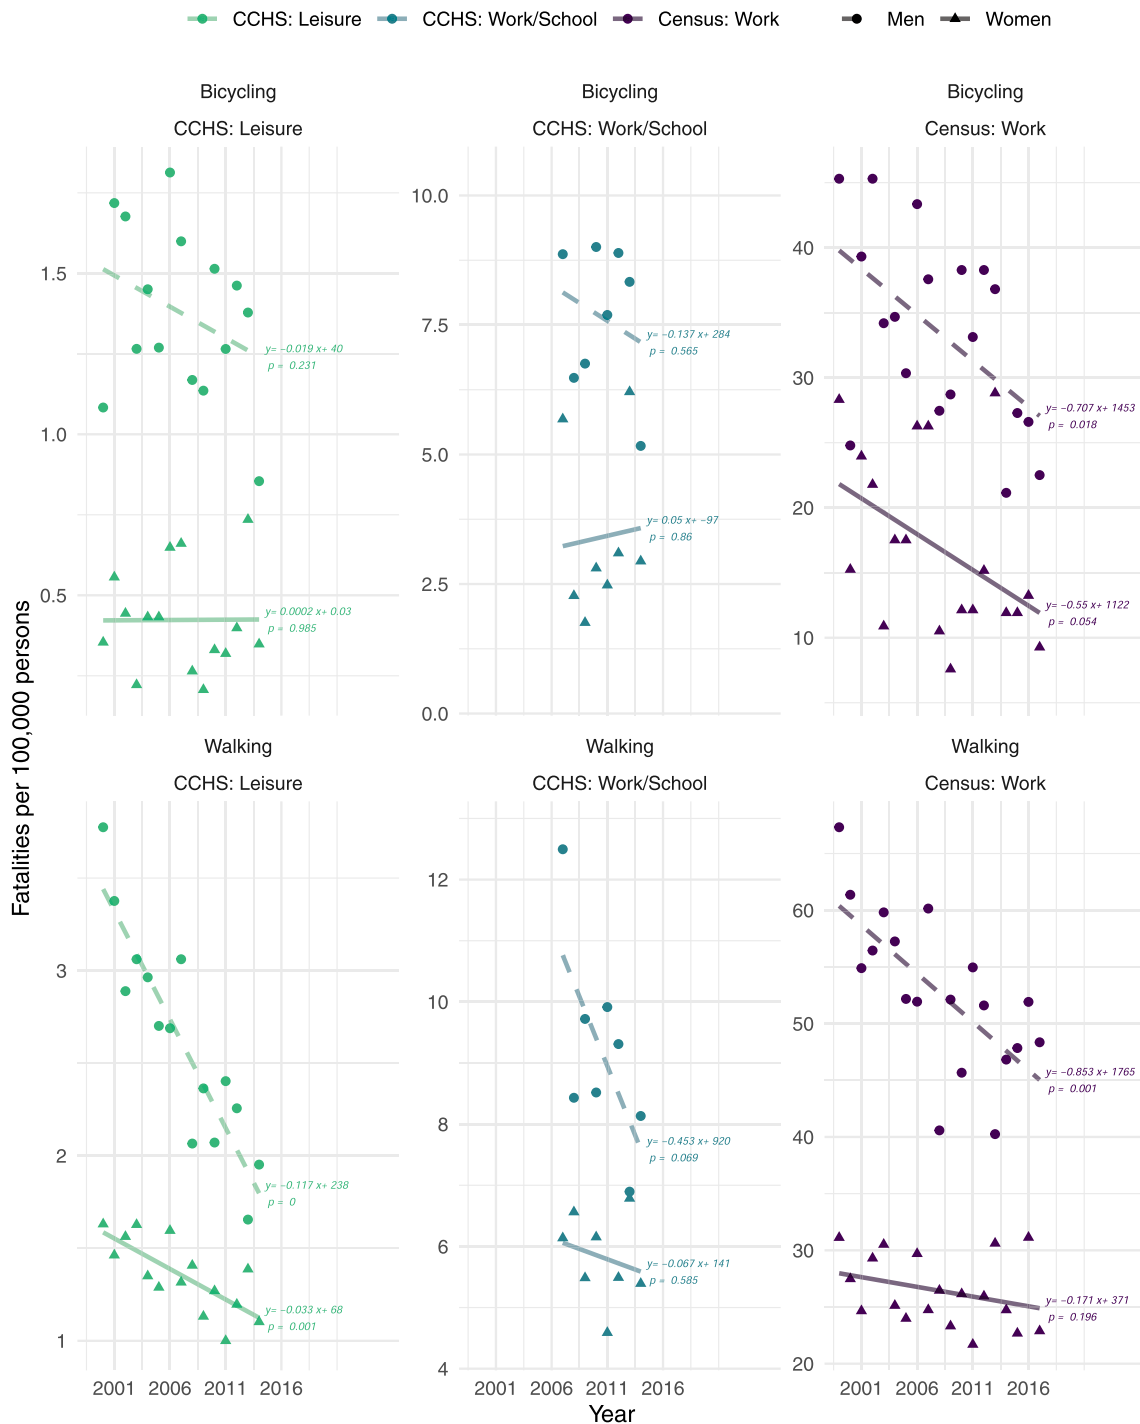 CCHS: Leisure CCHS: Work/School Census: Work Men Women
Bicycling Bicycling Bicycling
CCHS: Leisure CCHS: Work/School Census: Work
Fatalities per 100,000 persons
1.5
1.0
0.5
y= −0.019 x+ 40
p = 0.231
y= 0.0002 x+ 0.03
p = 0.985
10.0
7.5
5.0
2.5
0.0
y= −0.137 x+ 284
p = 0.565
y= 0.05 x+ −97
p = 0.86
40
30
20
10
y= −0.707 x+ 1453
p = 0.018
y= −0.55 x+ 1122
p = 0.054
Walking Walking Walking
CCHS: Leisure CCHS: Work/School Census: Work
3
2
1
y= −0.117 x+ 238
p = 0
y= −0.033 x+ 68
p = 0.001
12
10
8
6
4
y= −0.453 x+ 920
p = 0.069
y= −0.067 x+ 141
p = 0.585
60
50
40
30
20
y= −0.853 x+ 1765
p = 0.001
y= −0.171 x+ 371
p = 0.196
2001 2006 2011 2016 2001 2006 2011 2016 2001 2006 2011 2016
Year